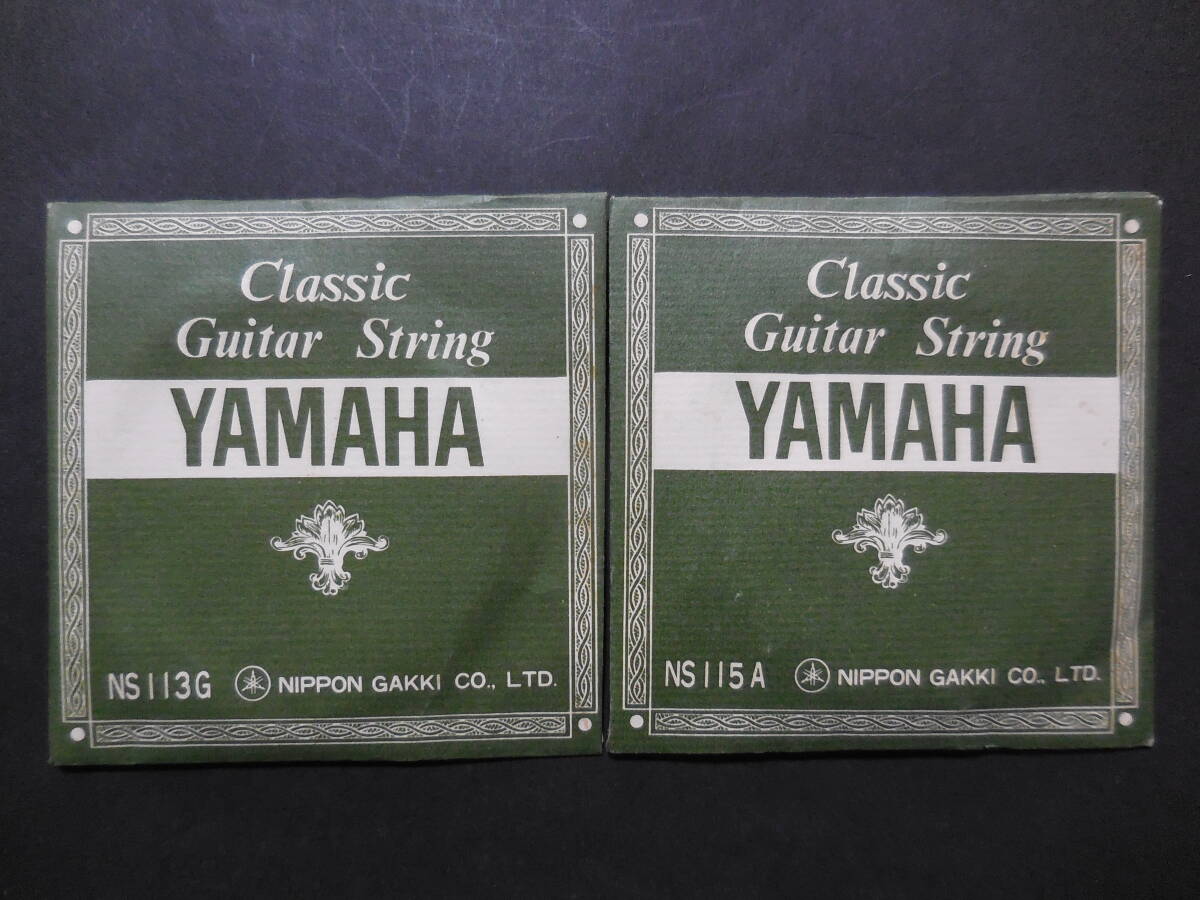 Classic
Guitar String
YAMAHA
NS113G NIPPON GAKKI CO., LTD.
Classic
Guitar String
YAMAHA
NS115A NIPPON GAKKI CO., LTD.